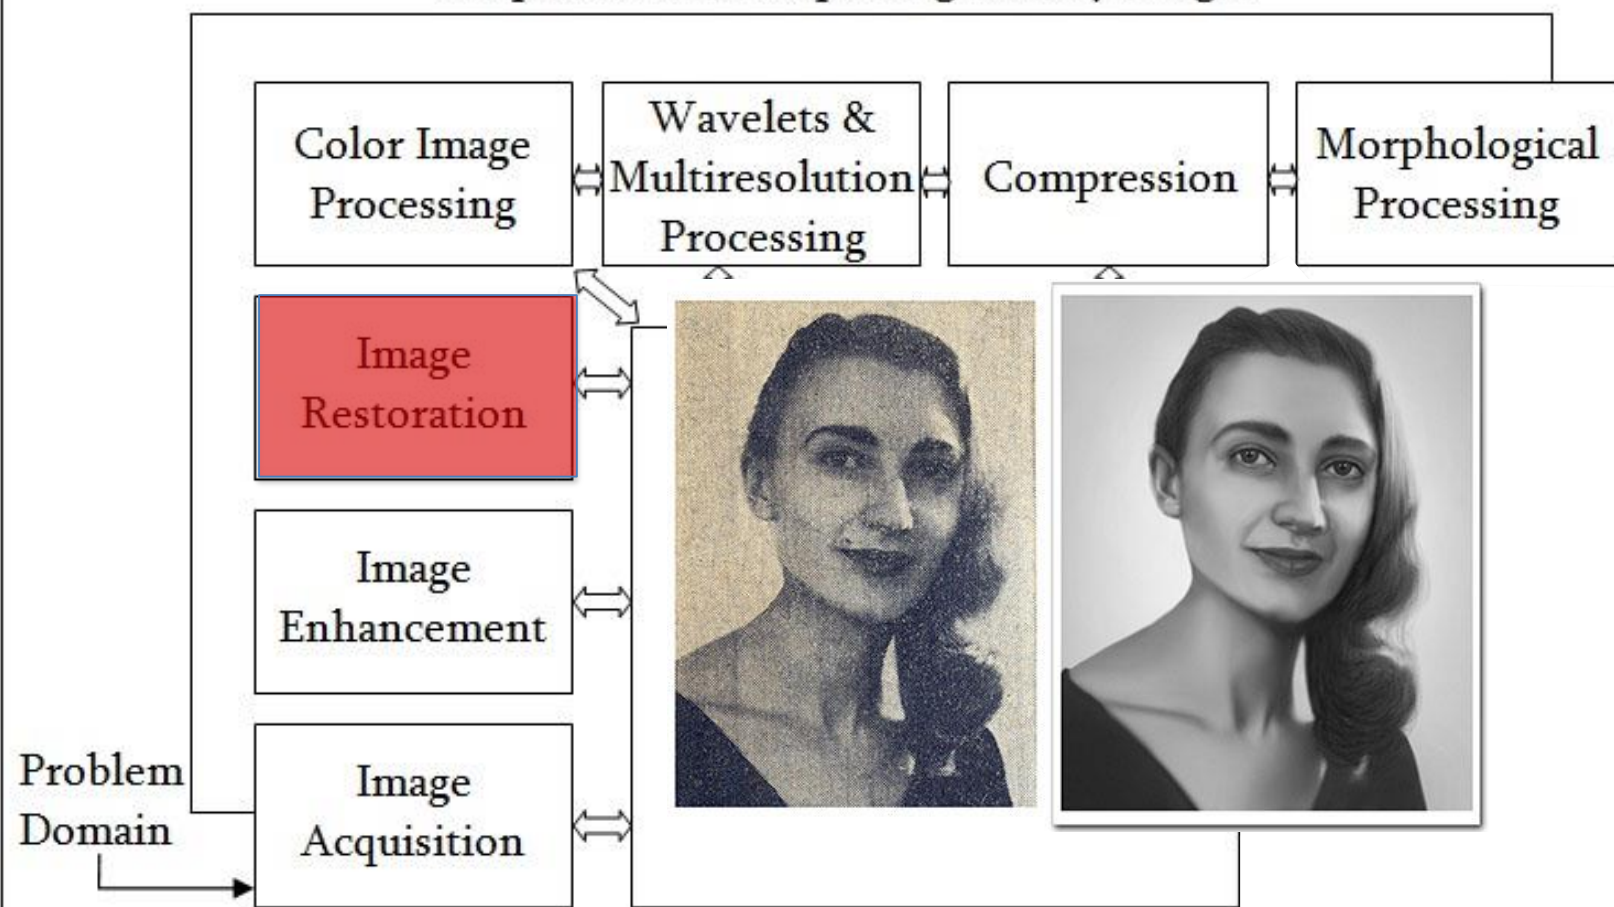 Color Image
Processing
Wavelets &
Multiresolution
Processing
Compression
Morphological
Processing
Image
Restoration
Image
Enhancement
Problem
Domain
Image
Acquisition